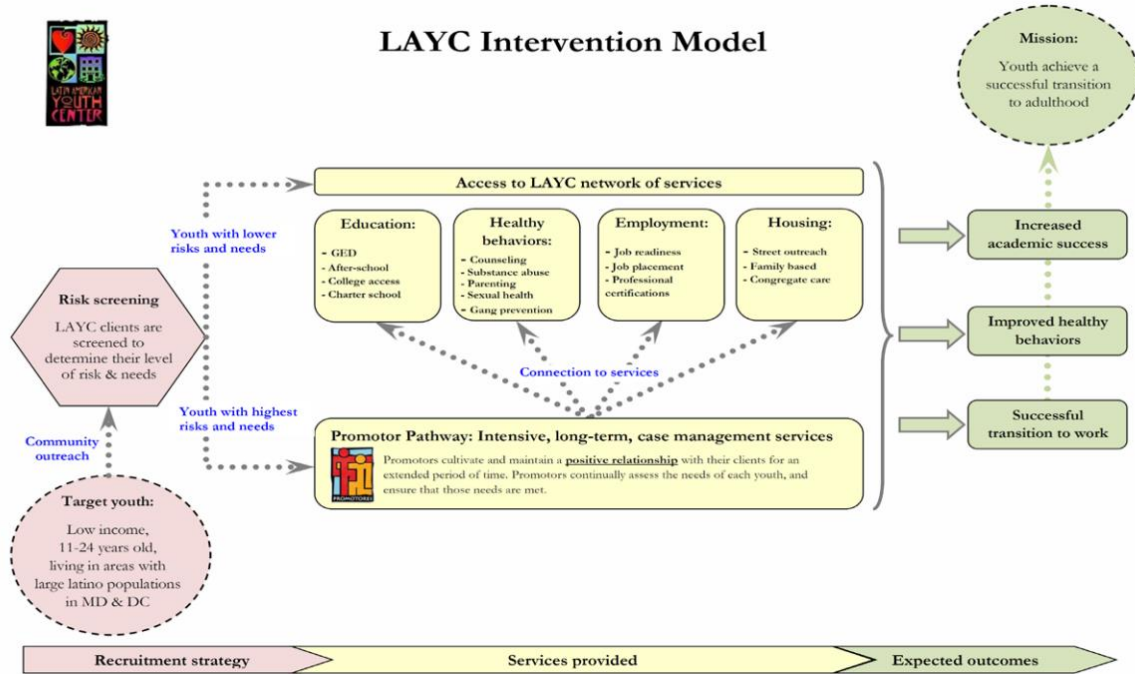 LAYC Intervention Model
LATIN AMERICAN
YOUTH
CENTER
Mission:
Youth achieve a
successful transition
to adulthood
Access to LAYC network of services
Youth with lower
risks and needs
Education:
- GED
- After-school
- College access
- Charter school
Healthy
behaviors:
- Counseling
- Substance abuse
- Parenting
- Sexual health
- Gang prevention
Employment:
- Job readiness
- Job placement
- Professional
certifications
Housing:
- Street outreach
- Family based
- Congregate care
Increased
academic success
Improved healthy
behaviors
Successful
transition to work
Risk screening
LAYC clients are
screened to
determine their level
of risk & needs
Connection to services
Youth with highest
risks and needs
Community
outreach
Promotor Pathway: Intensive, long-term, case management services
Promotors cultivate and maintain a positive relationship with their clients for an
extended period of time. Promotors continually assess the needs of each youth, and
ensure that those needs are met.
PROMOTORES
Target youth:
Low income,
11-24 years old,
living in areas with
large latino populations
in MD & DC
Recruitment strategy
Services provided
Expected outcomes